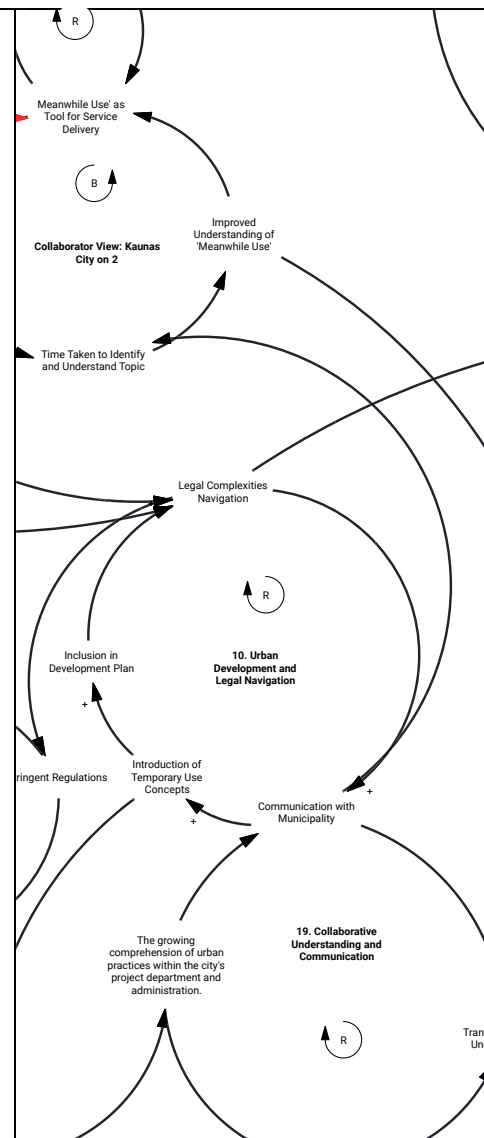 R
Meanwhile Use' as
Tool for Service
Delivery
B
Collaborator View: Kaunas
City on 2
Improved
Understanding of
'Meanwhile Use'
Time Taken to Identify
and Understand Topic
Legal Complexities
Navigation
R
10. Urban
Development and
Legal Navigation
Inclusion in
Development Plan
+
ringent Regulations
Introduction of
Temporary Use
Concepts
+
+
Communication with
Municipality
The growing
comprehension of urban
practices within the city's
project department and
administration.
19. Collaborative
Understanding and
Communication
R
Tran
Un